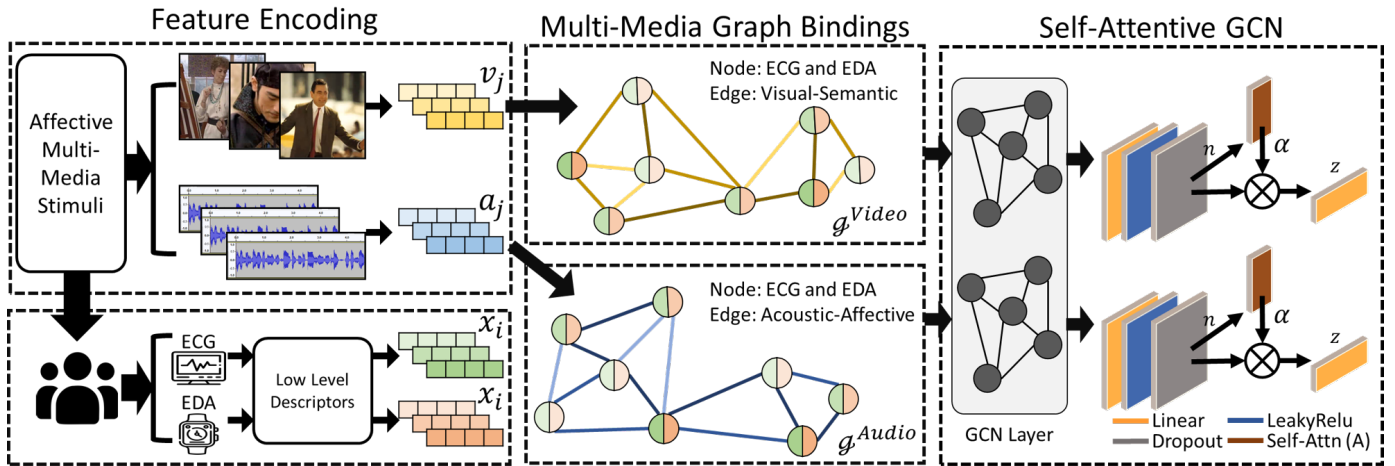 Feature Encoding
Affective
Multi-
Media
Stimuli
v_j
a_j
ECG
EDA
Low Level
Descriptors
x_i
x_i
Multi-Media Graph Bindings
Node: ECG and EDA
Edge: Visual-Semantic
g^Video
Node: ECG and EDA
Edge: Acoustic-Affective
g^Audio
Self-Attentive GCN
n
α
z
n
α
z
GCN Layer
Linear
LeakyRelu
Dropout
Self-Attn (A)